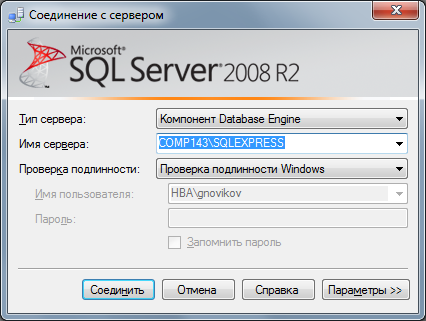 Соединение с сервером
Microsoft®
SQL Server® 2008 R2
Тип сервера: Компонент Database Engine
Имя сервера: COMP143\SQLEXPRESS
Проверка подлинности: Проверка подлинности Windows
Имя пользователя: HBA\gnovikov
Пароль:
Запомнить пароль
Соединить Отмена Справка Параметры >>